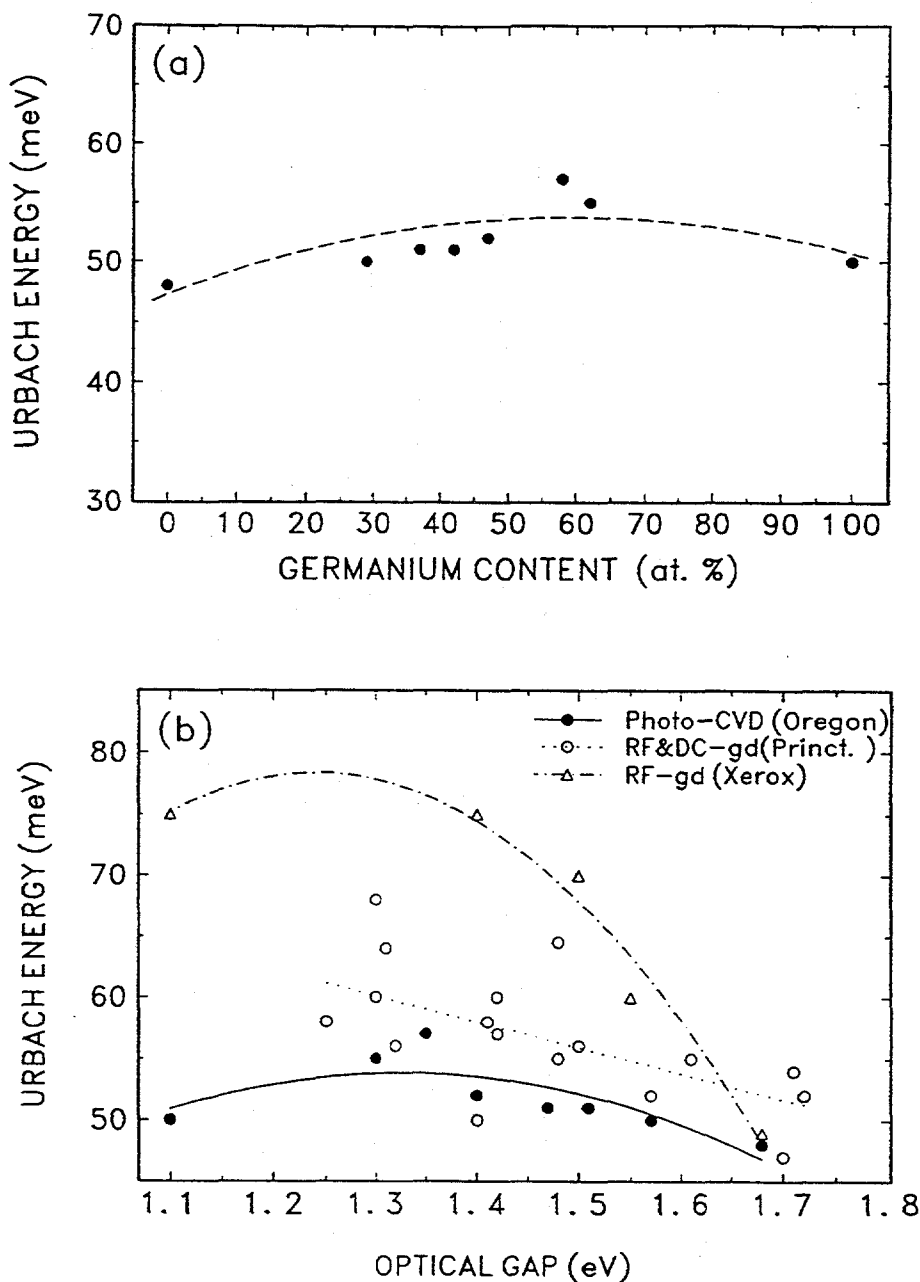 (a)
URBACH ENERGY (meV)
70
60
50
40
30
0 10 20 30 40 50 60 70 80 90 100
GERMANIUM CONTENT (at. %)
(b)
Photo-CVD (Oregon)
RF&DC-gd(Princt. )
RF-gd (Xerox)
URBACH ENERGY (meV)
80
70
60
50
1.1 1.2 1.3 1.4 1.5 1.6 1.7 1.8
OPTICAL GAP (eV)